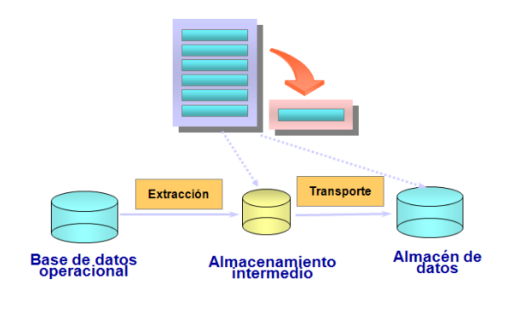 Extracción
Transporte
Base de datos
operacional
Almacenamiento
intermedio
Almacén de
datos